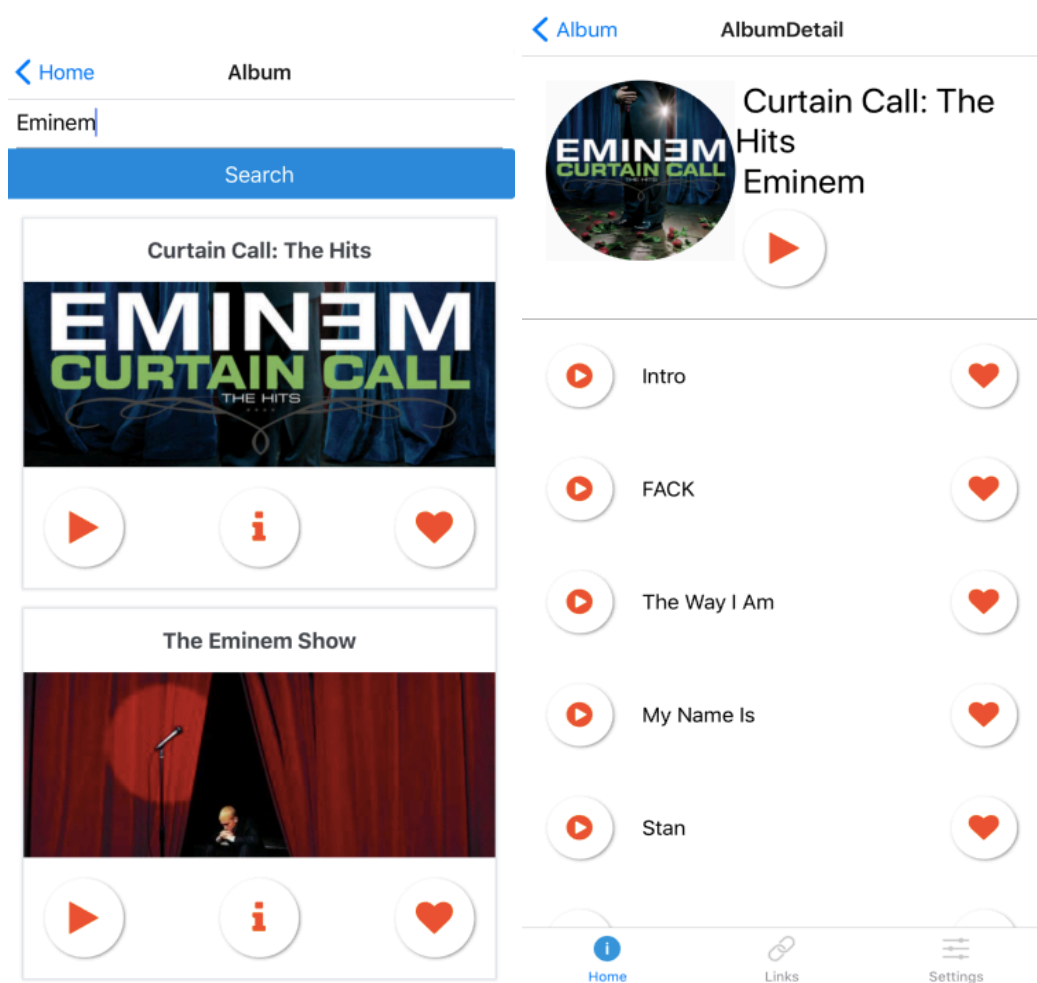 Home
Album
Eminem
Search
Curtain Call: The Hits
EMINEM
CURTAIN CALL
THE HITS
The Eminem Show
Album
AlbumDetail
EMINEM
CURTAIN CALL
THE HITS
Curtain Call: The
Hits
Eminem
Intro
FACK
The Way I Am
My Name Is
Stan
Home
Links
Settings